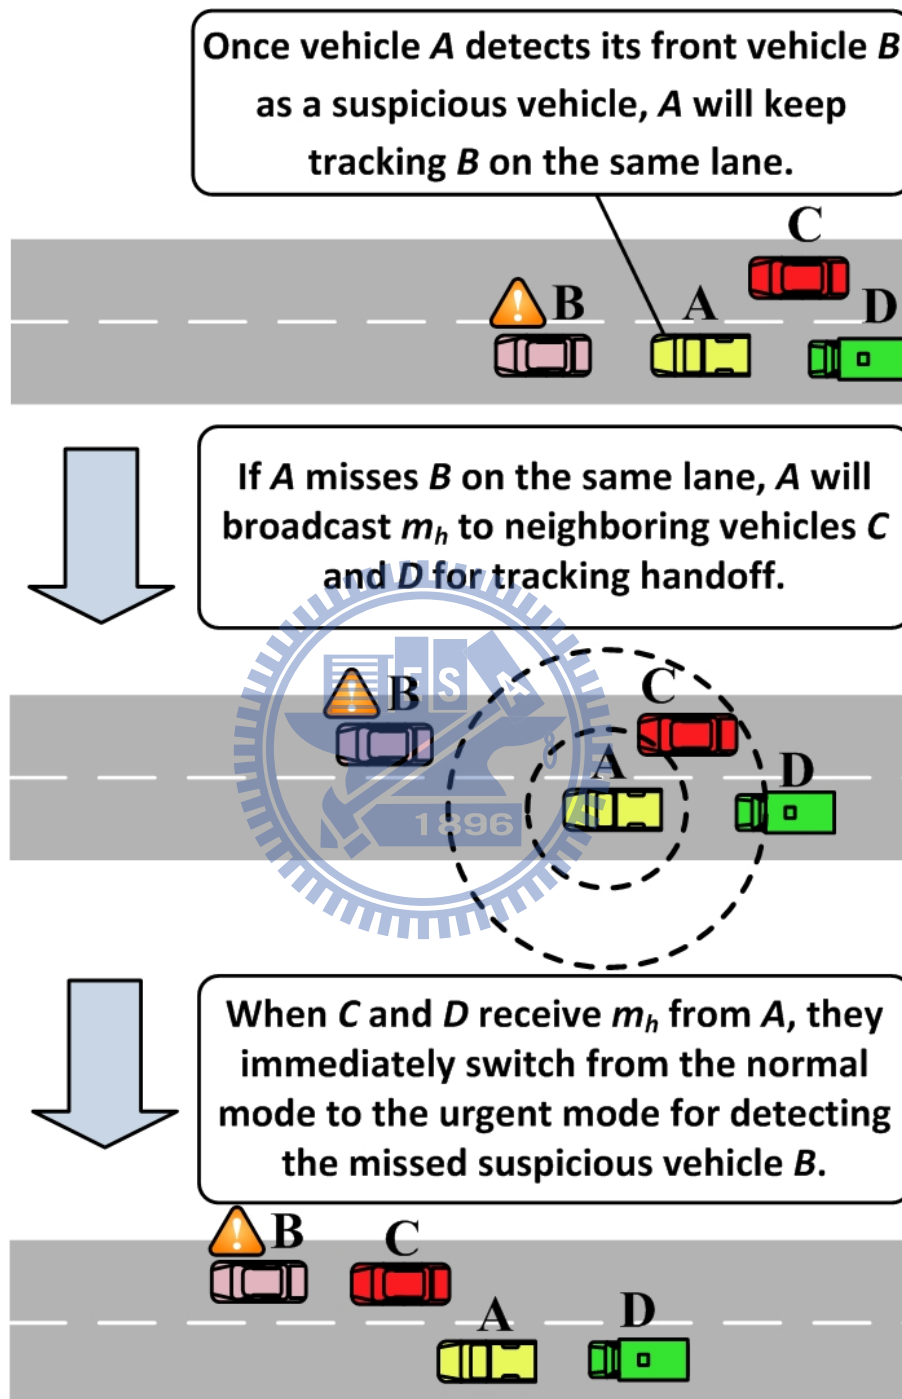 Once vehicle A detects its front vehicle B
as a suspicious vehicle, A will keep
tracking B on the same lane.
C
B
A
D
If A misses B on the same lane, A will
broadcast mh to neighboring vehicles C
and D for tracking handoff.
ESA
B
C
A
D
1896
When C and D receive mh from A, they
immediately switch from the normal
mode to the urgent mode for detecting
the missed suspicious vehicle B.
B
C
A
D